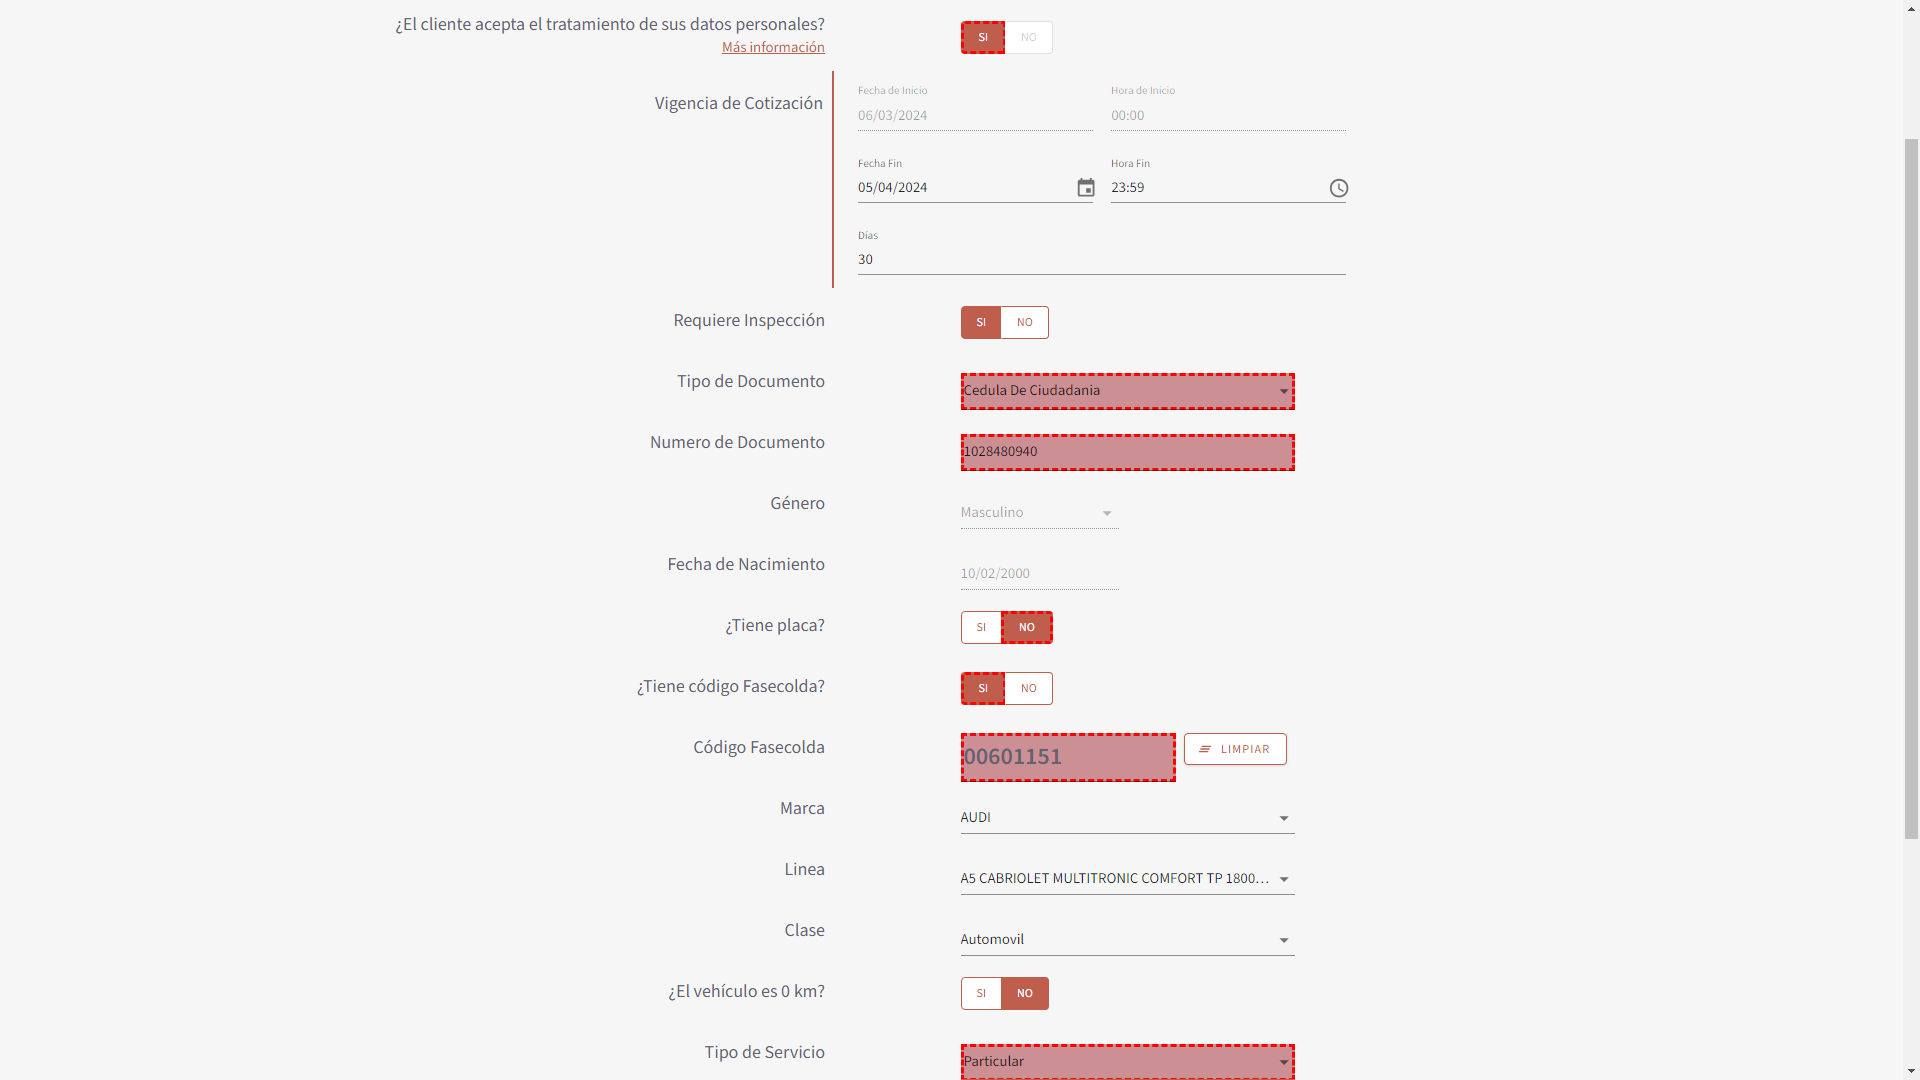 ¿El cliente acepta el tratamiento de sus datos personales?
Más información
SI NO
Vigencia de Cotización
Fecha de Inicio
06/03/2024
Hora de Inicio
00:00
Fecha Fin
05/04/2024
Hora Fin
23:59
Días
30
Requiere Inspección
SI NO
Tipo de Documento
Cedula De Ciudadania
Numero de Documento
1028480940
Género
Masculino
Fecha de Nacimiento
10/02/2000
¿Tiene placa?
SI NO
¿Tiene código Fasecolda?
SI NO
Código Fasecolda
00601151
LIMPIAR
Marca
AUDI
Linea
A5 CABRIOLET MULTITRONIC COMFORT TP 1800...
Clase
Automovil
¿El vehículo es 0 km?
SI NO
Tipo de Servicio
Particular